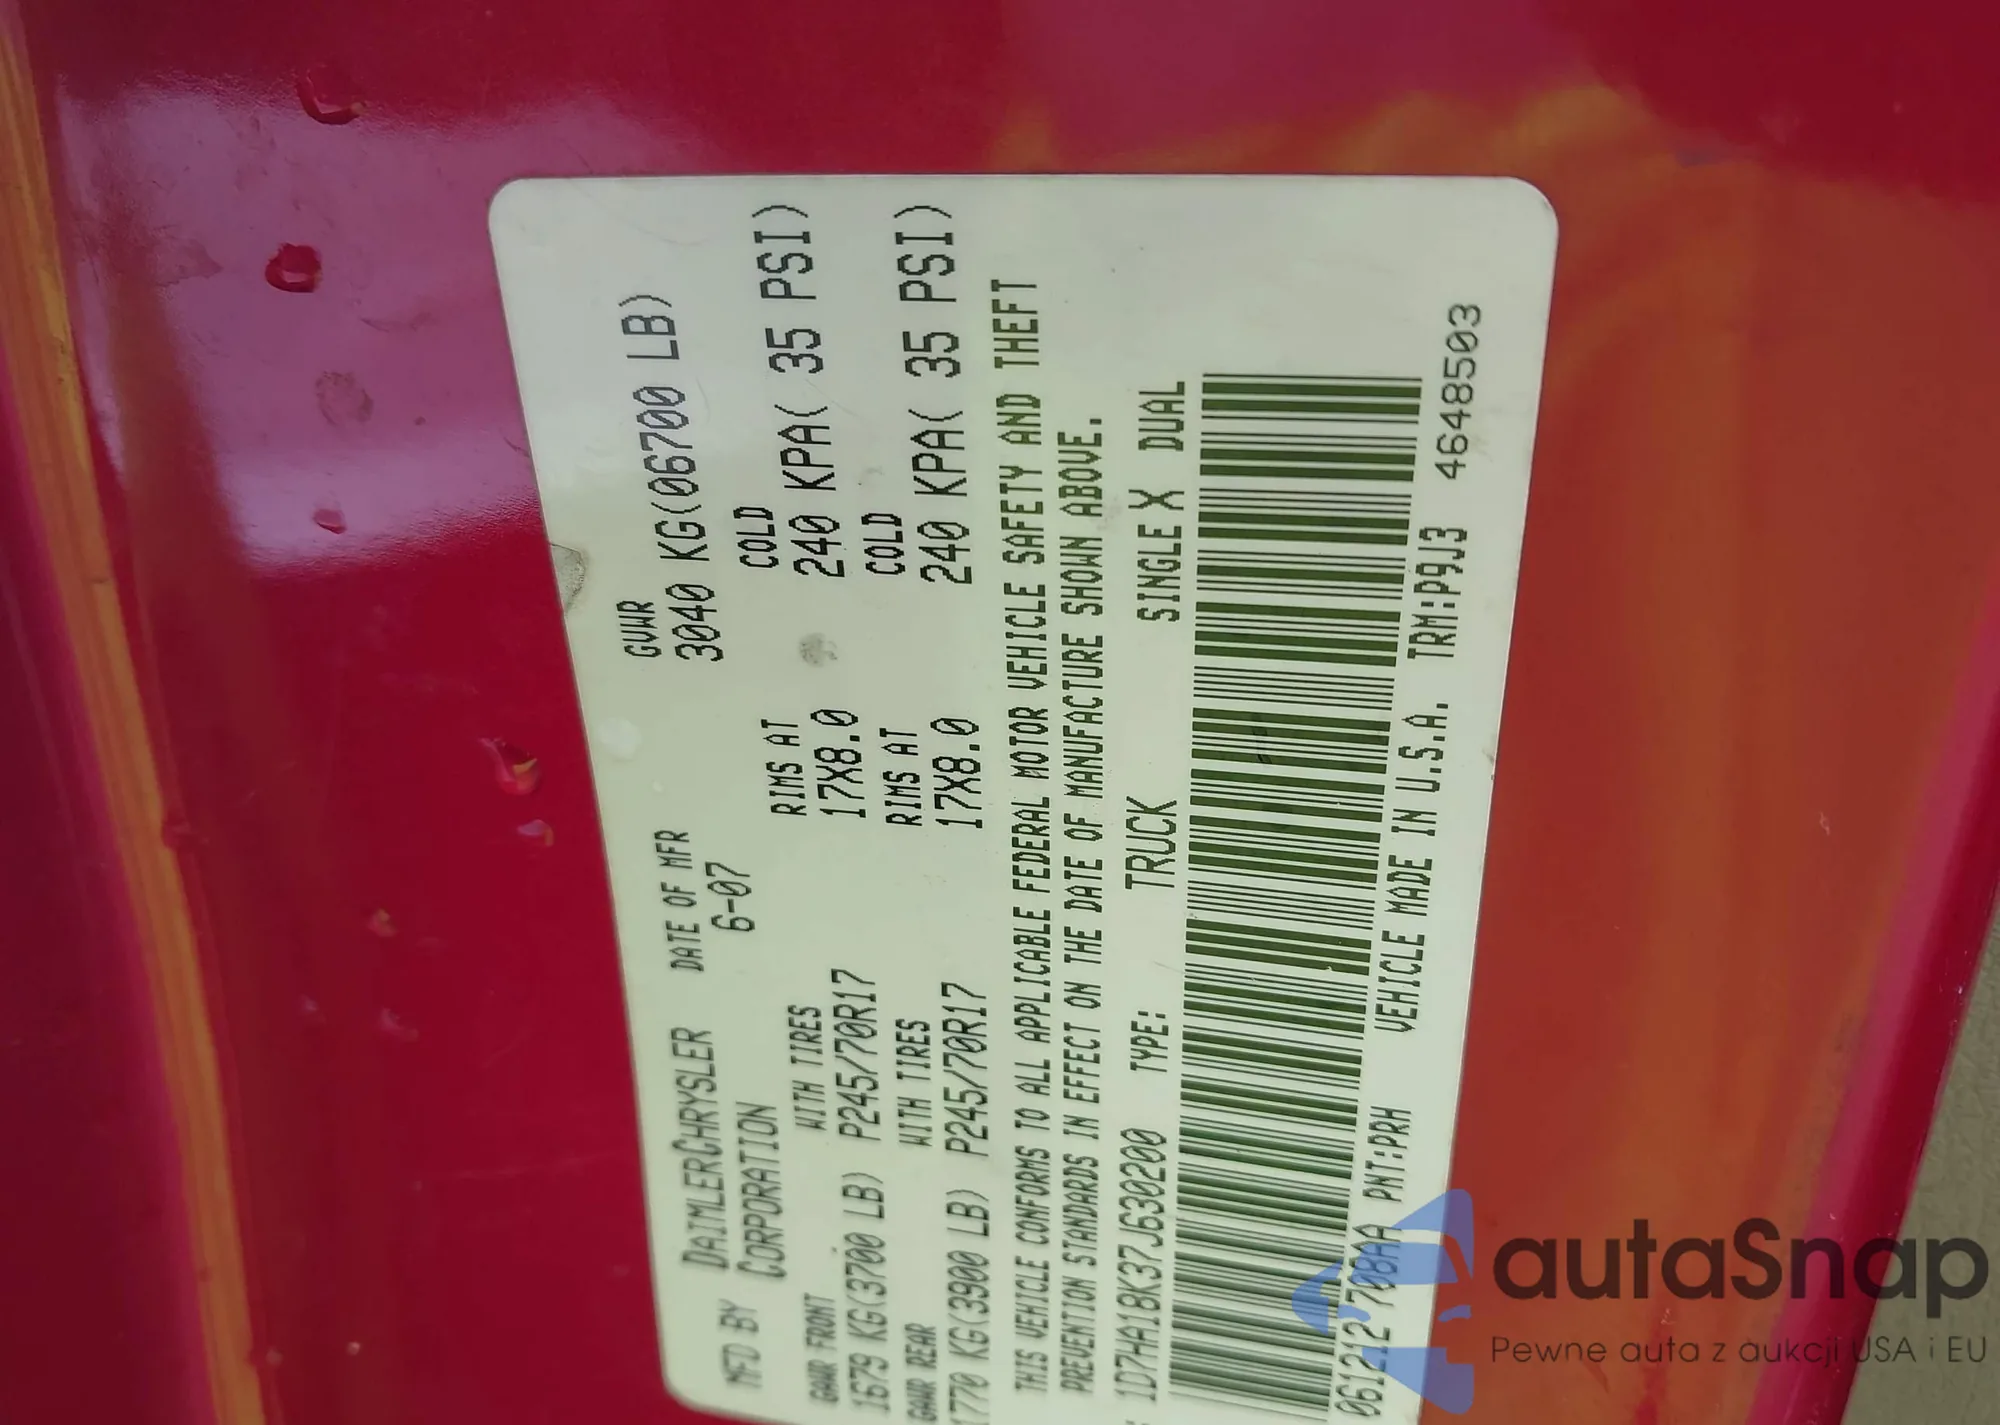 MFD BY DAIMLERCHRYSLER CORPORATION DATE OF MFR 6-07 GVWR 3040 KG(06700 LB)
GAWR FRONT WITH TIRES RIMS AT COLD
1679 KG(3700 LB) P245/70R17 17X8.0 240 KPA( 35 PSI)
GAWR REAR WITH TIRES RIMS AT COLD
1770 KG(3900 LB) P245/70R17 17X8.0 240 KPA( 35 PSI)
THIS VEHICLE CONFORMS TO ALL APPLICABLE FEDERAL MOTOR VEHICLE SAFETY AND THEFT
PREVENTION STANDARDS IN EFFECT ON THE DATE OF MANUFACTURE SHOWN ABOVE.
: 1D7HA18K37J630200 TYPE: TRUCK SINGLE X DUAL
061212708AA PNT:PRH VEHICLE MADE IN U.S.A. TRM:P9J3 4648503
autaSnap
Pewne auta z aukcji USA i EU